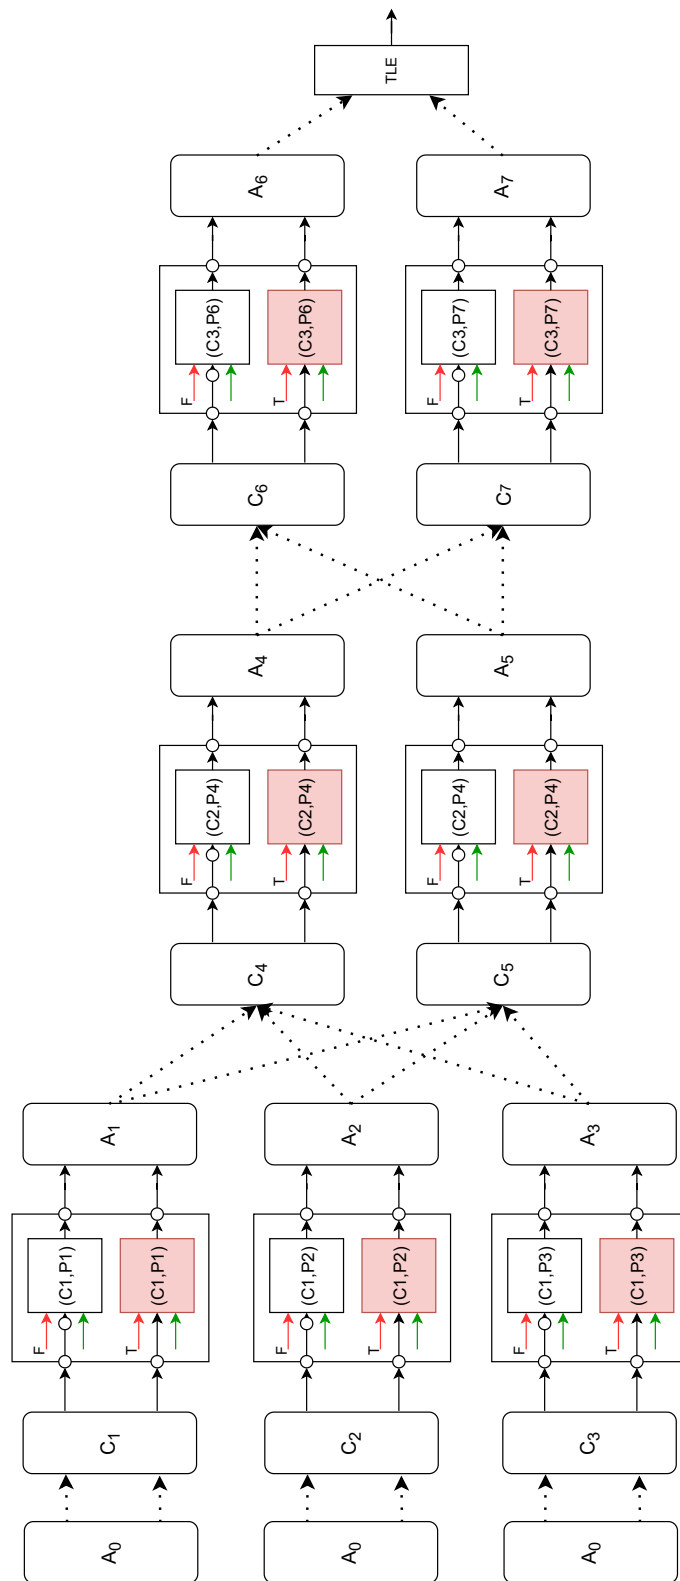 TLE
A6
A7
(C3,P6)
(C3,P7)
F
F
(C3,P6)
(C3,P7)
T
T
C6
C7
A4
A5
(C2,P4)
(C2,P4)
F
F
(C2,P4)
(C2,P4)
T
T
C4
C5
A1
A2
A3
(C1,P1)
(C1,P2)
(C1,P3)
F
F
F
(C1,P1)
(C1,P2)
(C1,P3)
T
T
T
C1
C2
C3
A0
A0
A0